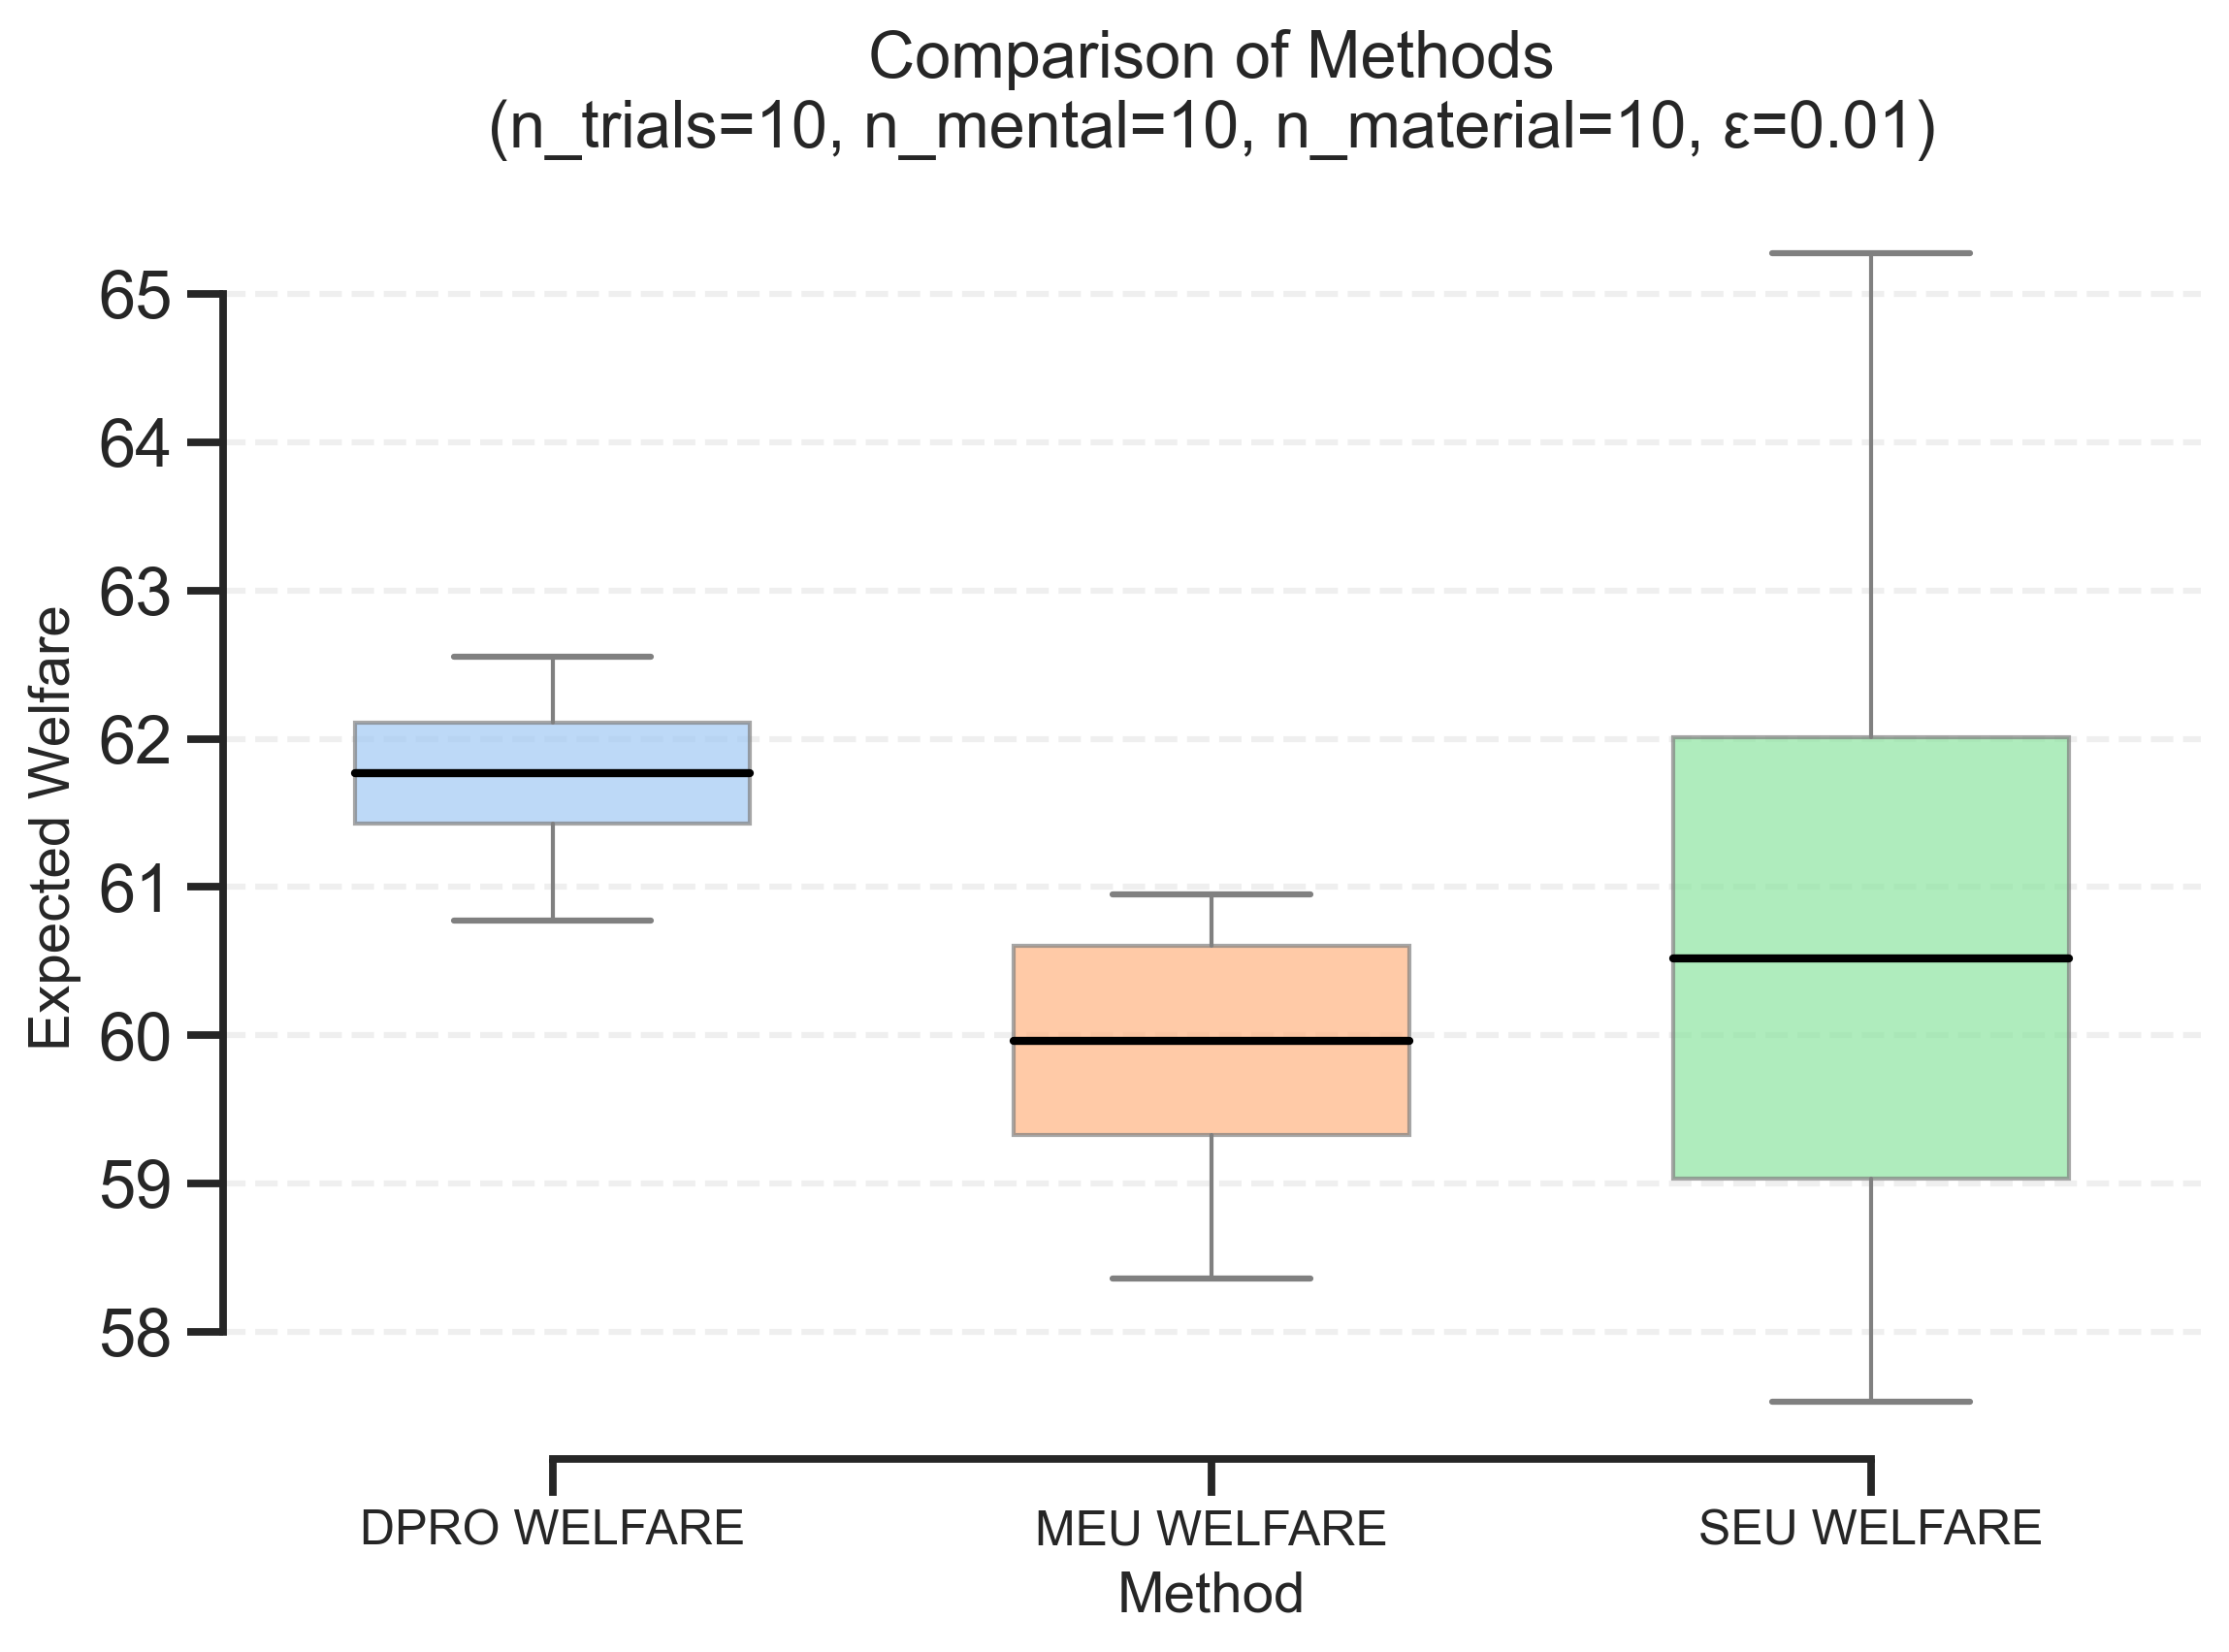 Comparison of Methods
(n_trials=10, n_mental=10, n_material=10, ε=0.01)
Expected Welfare
65
64
63
62
61
60
59
58
DPRO WELFARE
MEU WELFARE
SEU WELFARE
Method